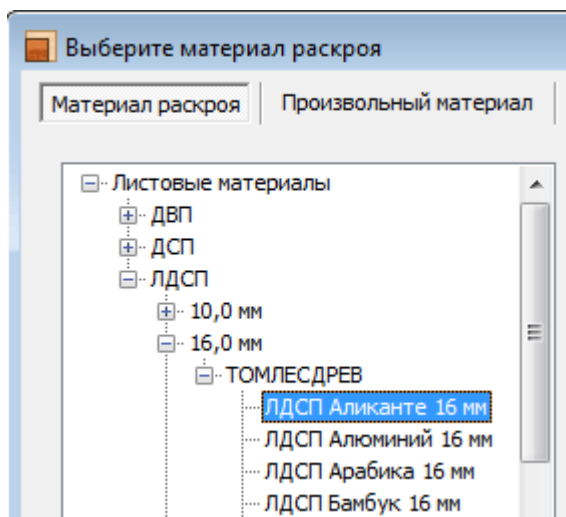 Выберите материал раскроя
Материал раскроя Произвольный материал
Листовые материалы
ДВП
ДСП
ЛДСП
10,0 мм
16,0 мм
ТОМЛЕСДРЕВ
ЛДСП Аликанте 16 мм
ЛДСП Алюминий 16 мм
ЛДСП Арабика 16 мм
ЛДСП Бамбук 16 мм